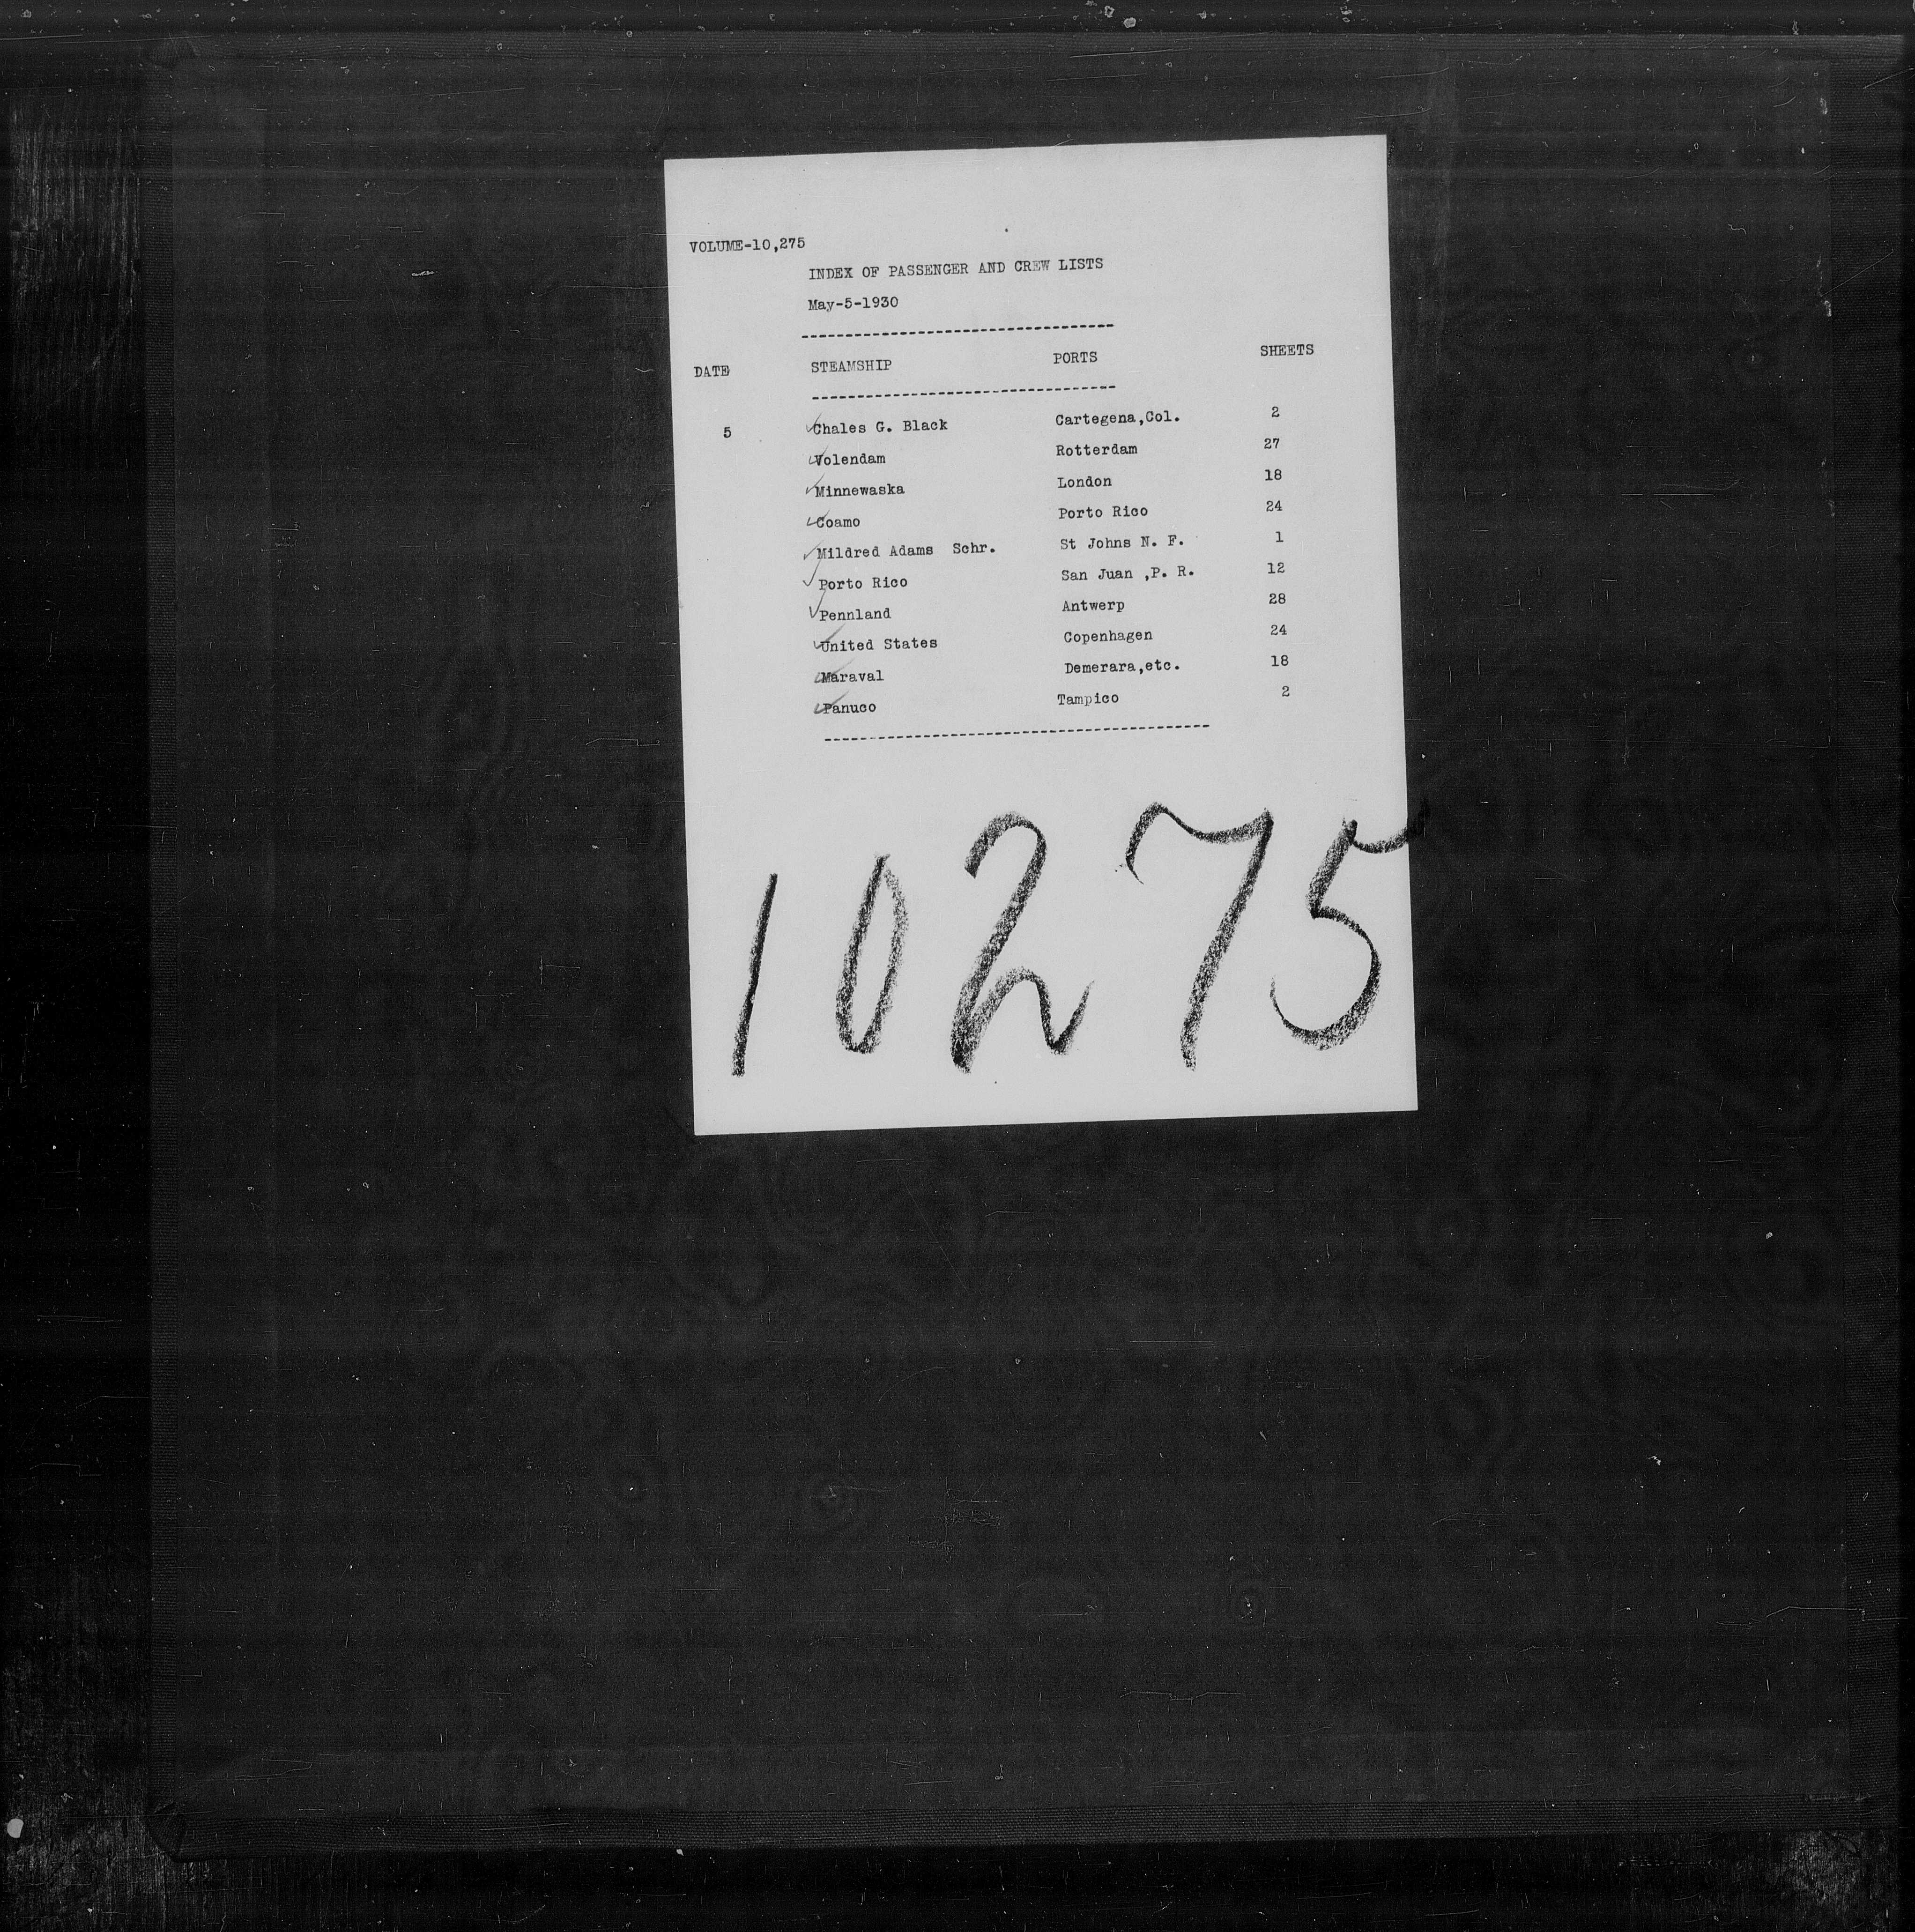 VOLUME-10,275
INDEX OF PASSENGER AND CREW LISTS
May-5-1930
-----------------------------------
DATE STEAMSHIP PORTS SHEETS
-----------------------------------
5 Chales G. Black Cartegena,Col. 2
Volendam Rotterdam 27
Minnewaska London 18
Coamo Porto Rico 24
Mildred Adams Schr. St Johns N. F. 1
Porto Rico San Juan ,P. R. 12
Pennland Antwerp 28
United States Copenhagen 24
Maraval Demerara,etc. 18
Panuco Tampico 2
-------------------------------------------
10275